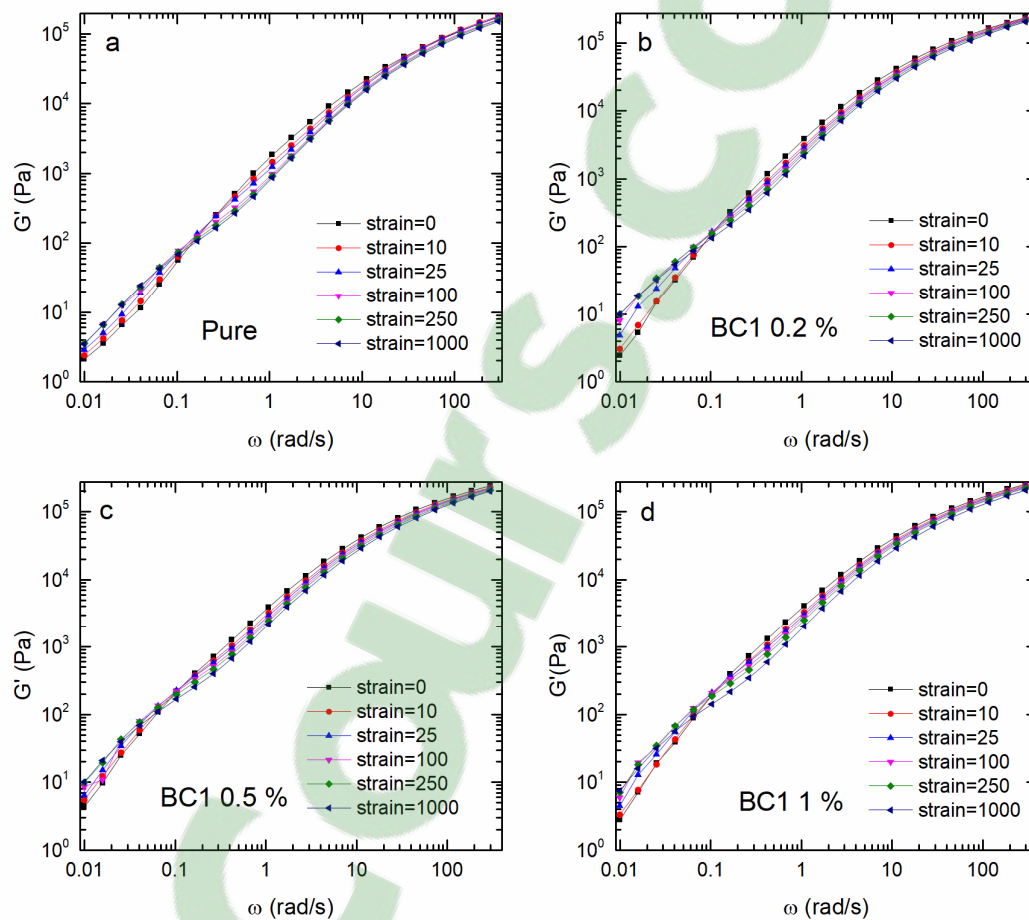 a
10^5
10^4
10^3
10^2
10^1
10^0
G' (Pa)
strain=0
strain=10
strain=25
strain=100
strain=250
strain=1000
Pure
0.01 0.1 1 10 100
ω (rad/s)
b
10^5
10^4
10^3
10^2
10^1
10^0
G' (Pa)
strain=0
strain=10
strain=25
strain=100
strain=250
strain=1000
BC1 0.2 %
0.01 0.1 1 10 100
ω (rad/s)
c
10^5
10^4
10^3
10^2
10^1
10^0
G' (Pa)
strain=0
strain=10
strain=25
strain=100
strain=250
strain=1000
BC1 0.5 %
0.01 0.1 1 10 100
ω (rad/s)
d
10^5
10^4
10^3
10^2
10^1
10^0
G'(Pa)
strain=0
strain=10
strain=25
strain=100
strain=250
strain=1000
BC1 1 %
0.01 0.1 1 10 100
ω (rad/s)